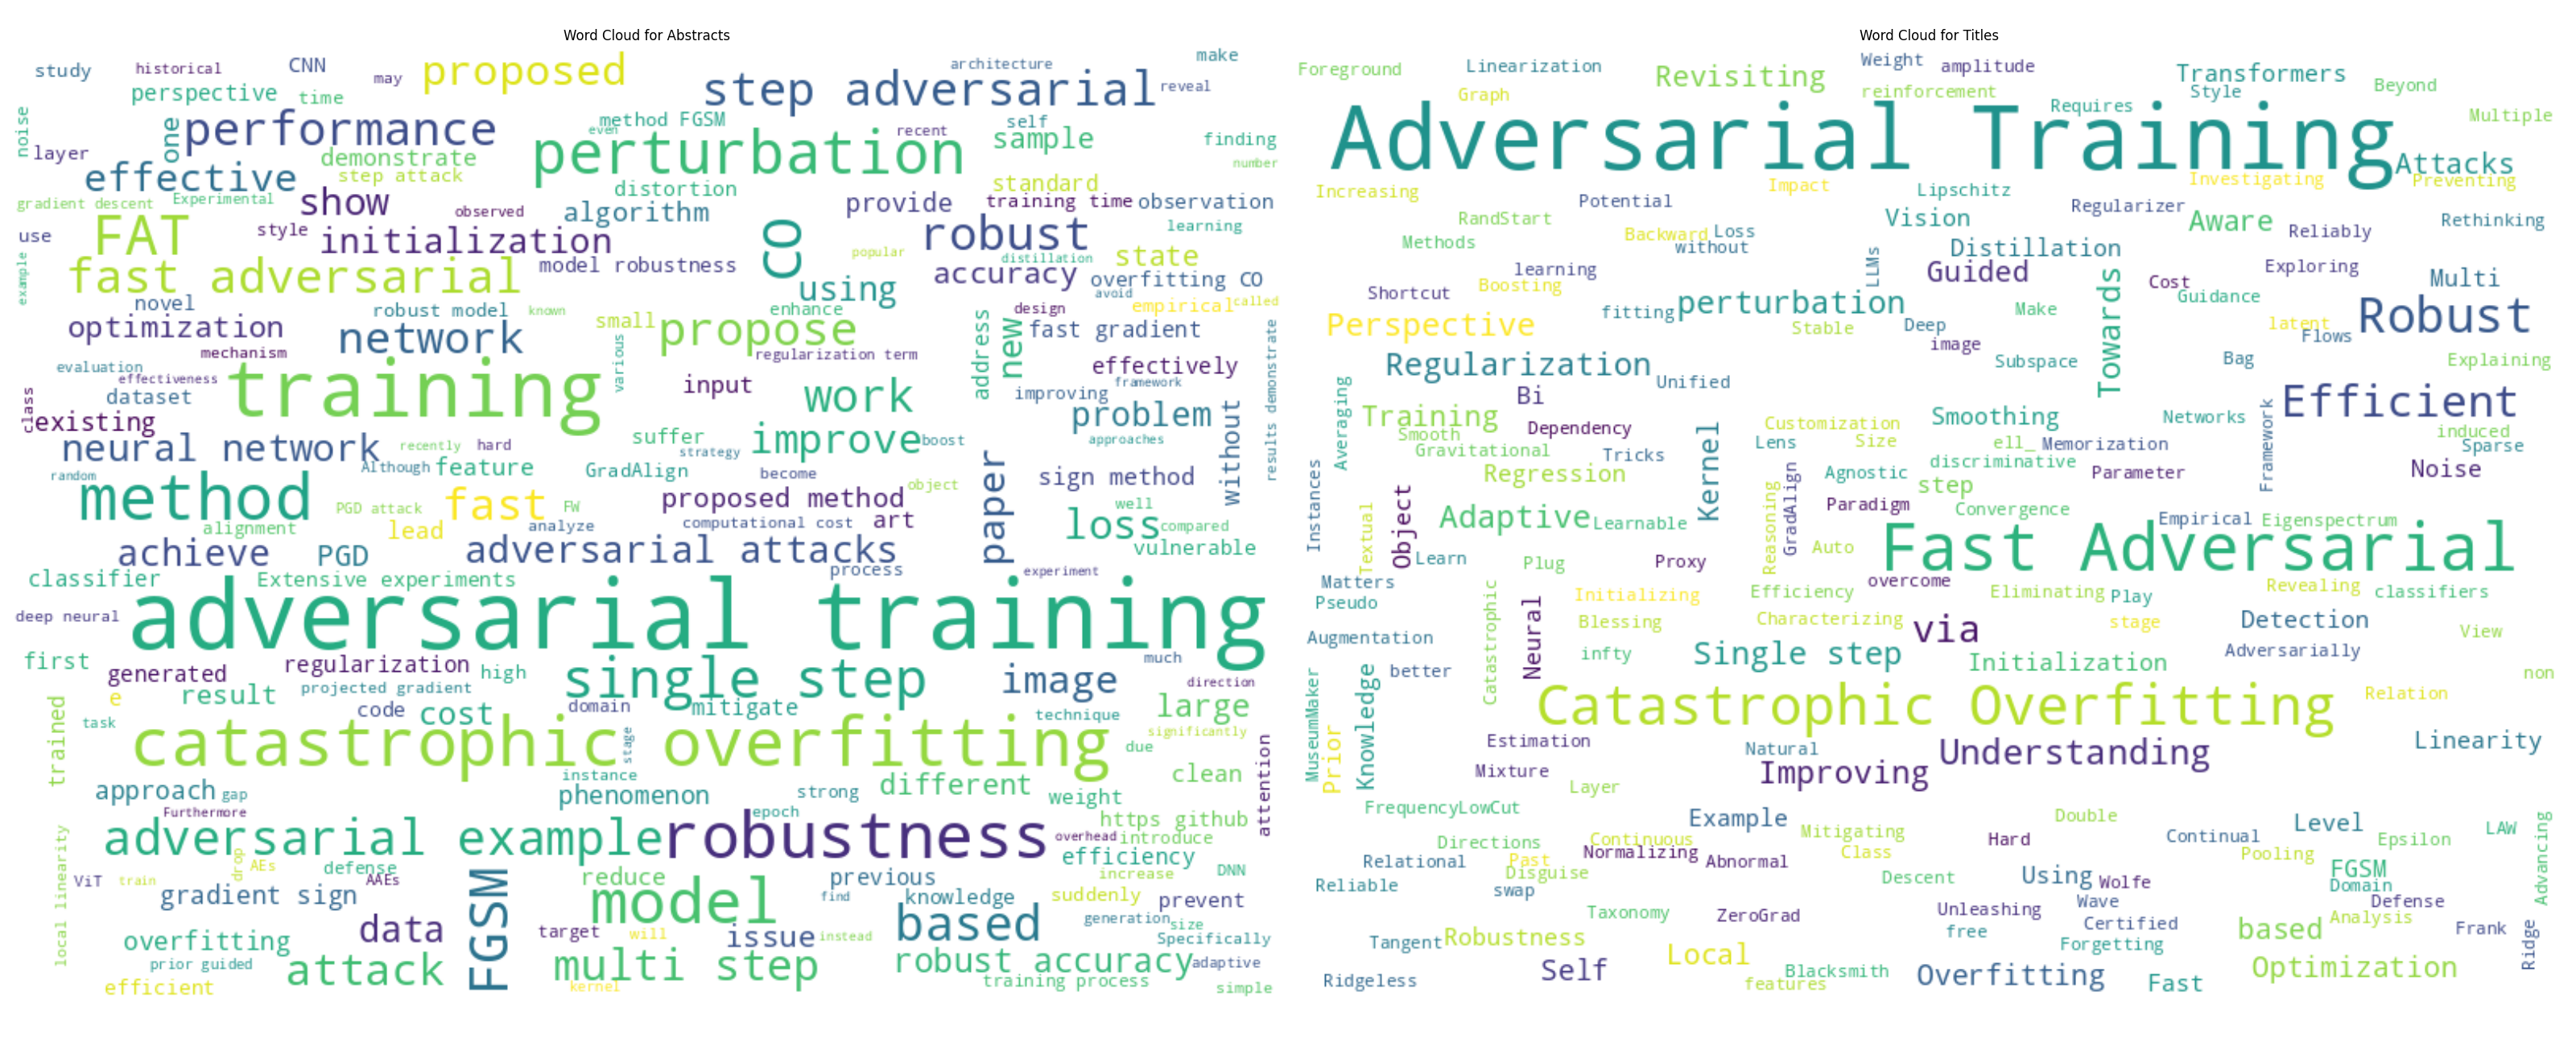 Word Cloud for Abstracts
study
historical
CNN
may
proposed
architecture
make
step adversarial
reveal
perspective
time
noise
one
performance
method FGSM
even
recent
self
sample
finding
number
layer
demonstrate
step attack
perturbation
effective
distortion
standard
gradient descent
Experimental
show
observed
algorithm
provide
training time
observation
use
FAT
style
initialization
CO
popular
robust
learning
distillation
state
example
fast adversarial
model robustness
using
accuracy
overfitting CO
avoid
novel
robust model
known
enhance
design
empirical
called
optimization
network
small
propose
address
new
fast gradient
mechanism
various
regularization term
evaluation
effectiveness
training
input
work
effectively
framework
improving
results demonstrate
class
dataset
existing
problem
neural network
recently
hard
suffer
strategy
improve
boost
approaches
without
random
Although
feature
GradAlign
become
paper
sign method
method
PGD attack
fast
FW
proposed method
object
well
alignment
lead
analyze
computational cost
art
loss
compared
achieve
PGD
adversarial attacks
vulnerable
classifier
Extensive experiments
process
experiment
deep neural
adversarial training
first
generated
regularization
high
single step
image
much
direction
e
result
projected gradient
domain
mitigate
large
trained
task
code
cost
technique
significantly
catastrophic overfitting
stage
due
attention
instance
different
clean
approach
gap
phenomenon
strong
weight
Furthermore
epoch
https github
adversarial example
robustness
overhead
introduce
local linearity
drop
AEs
defense
efficiency
ViT
train
AAEs
reduce
previous
increase
DNN
gradient sign
FGSM
model
find
knowledge
suddenly
prevent
data
based
generation
size
overfitting
target
will
issue
instead
Specifically
prior guided
attack
multi step
robust accuracy
adaptive
efficient
kernel
training process
simple
Word Cloud for Titles
Foreground
Linearization
Revisiting
Weight
amplitude
Transformers
Beyond
Graph
reinforcement
Requires
Style
Multiple
Adversarial Training
Attacks
Increasing
Impact
Lipschitz
Investigating
Preventing
Potential
RandStart
Vision
Regularizer
Aware
Rethinking
Methods
Backward
Loss
without
Reliably
Distillation
learning
LLMs
Guided
Towards
Exploring
Multi
Shortcut
Boosting
Cost
Guidance
fitting
perturbation
Make
Robust
Perspective
Stable
Deep
latent
image
Flows
Regularization
Subspace
Bag
Explaining
Averaging
Unified
Bi
Efficient
Training
Smooth
Dependency
Kernel
Customization
Smoothing
Networks
Framework
induced
Gravitational
Tricks
Lens
Size
ell_
Memorization
Sparse
Instances
Regression
GradAlign
Reasoning
Agnostic
discriminative
Parameter
Noise
Textual
Object
Adaptive
Learnable
Paradigm
step
Convergence
Empirical
Eigenspectrum
Learn
Plug
Proxy
Auto
Fast Adversarial
Matters
Pseudo
Catastrophic
Initializing
Efficiency
overcome
Eliminating
Play
Revealing
classifiers
Neural
Blessing
Characterizing
via
stage
Detection
View
Augmentation
better
infty
Single step
Initialization
Adversarially
non
MuseumMaker
Prior
Knowledge
Catastrophic Overfitting
Relation
Estimation
Natural
Understanding
Linearity
Mixture
Improving
Layer
FrequencyLowCut
Example
Double
Directions
Continuous
Mitigating
Hard
Continual
Level
Epsilon
LAW
Advancing
Relational
Past
Normalizing
Abnormal
Class
Pooling
Disguise
Reliable
swap
Descent
Using
Wolfe
FGSM
Domain
Taxonomy
ZeroGrad
Unleashing
Wave
Certified
Defense
Analysis
Tangent
Robustness
free
Forgetting
based
Frank
Ridge
Ridgeless
Self
Local
Blacksmith
features
Overfitting
Fast
Optimization